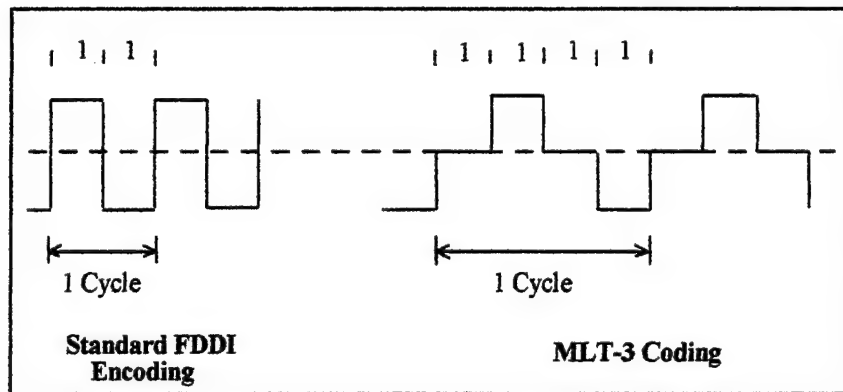 1 1
1 1 1 1
1 Cycle
1 Cycle
Standard FDDI
Encoding
MLT-3 Coding